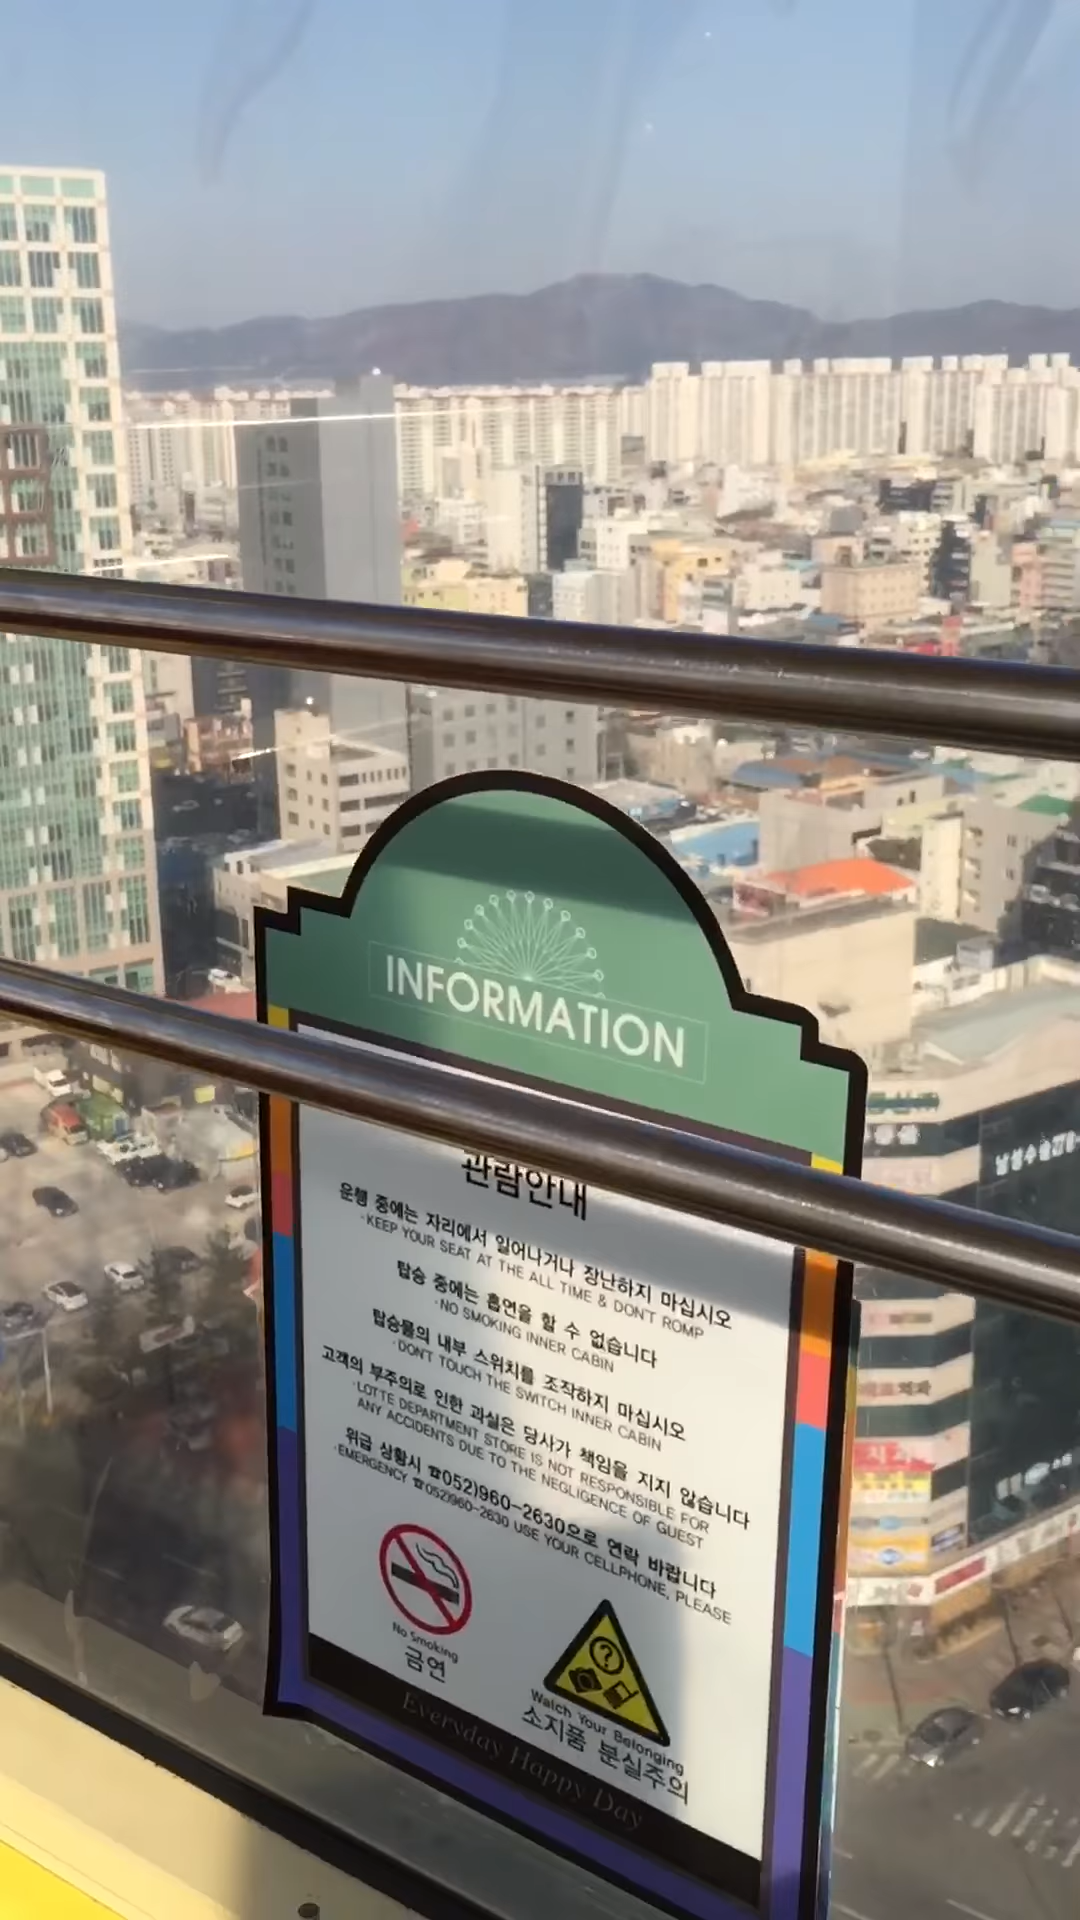 INFORMATION
관람안내
운행 중에는 자리에서 일어나거나 장난하지 마십시오
·KEEP YOUR SEAT AT THE ALL TIME & DON'T ROMP
탑승 중에는 흡연을 할 수 없습니다
·NO SMOKING INNER CABIN
탑승물의 내부 스위치를 조작하지 마십시오
·DON'T TOUCH THE SWITCH INNER CABIN
고객의 부주의로 인한 과실은 당사가 책임을 지지 않습니다
·LOTTE DEPARTMENT STORE IS NOT RESPONSIBLE FOR
ANY ACCIDENTS DUE TO THE NEGLIGENCE OF GUEST
위급 상황시 ☎052)960-2630으로 연락 바랍니다
·EMERGENCY ☎052)960-2630 USE YOUR CELLPHONE, PLEASE
No Smoking
금연
Watch Your Belonging
소지품 분실주의
Everyday Happy Day